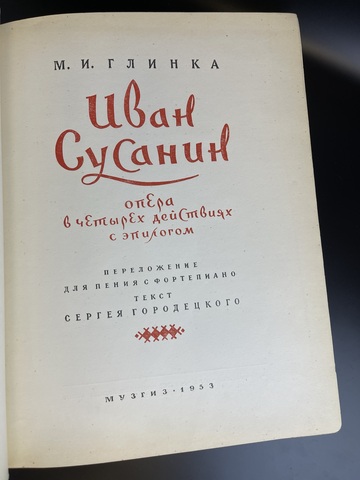 М. И. ГЛИНКА
Иван
Сусанин
опера
в четырех действиях
с эпилогом
ПЕРЕЛОЖЕНИЕ
ДЛЯ ПЕНИЯ С ФОРТЕПИАНО
ТЕКСТ
СЕРГЕЯ ГОРОДЕЦКОГО
МУЗГИЗ · 1953